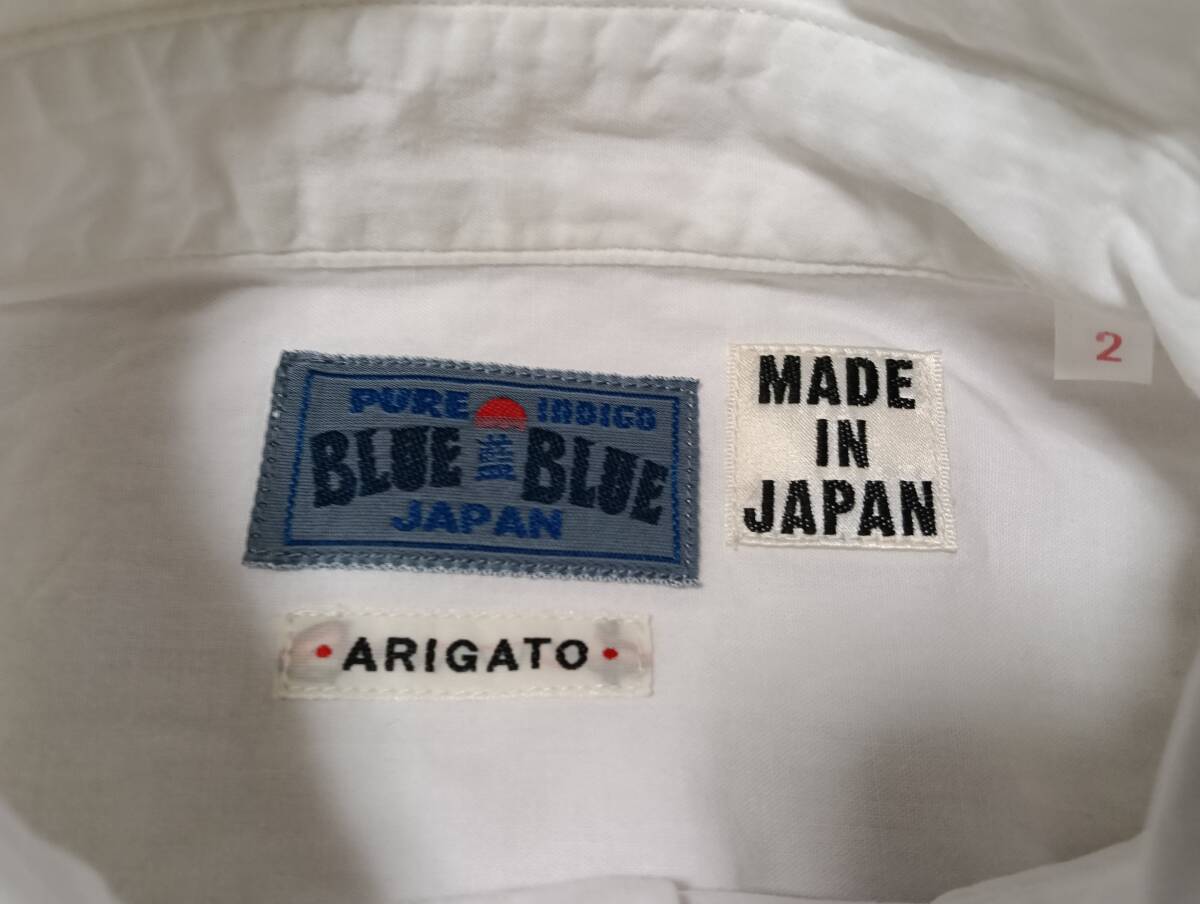 PURE INDIGO
BLUE 藍 BLUE
JAPAN
MADE
IN
JAPAN
2
• ARIGATO •